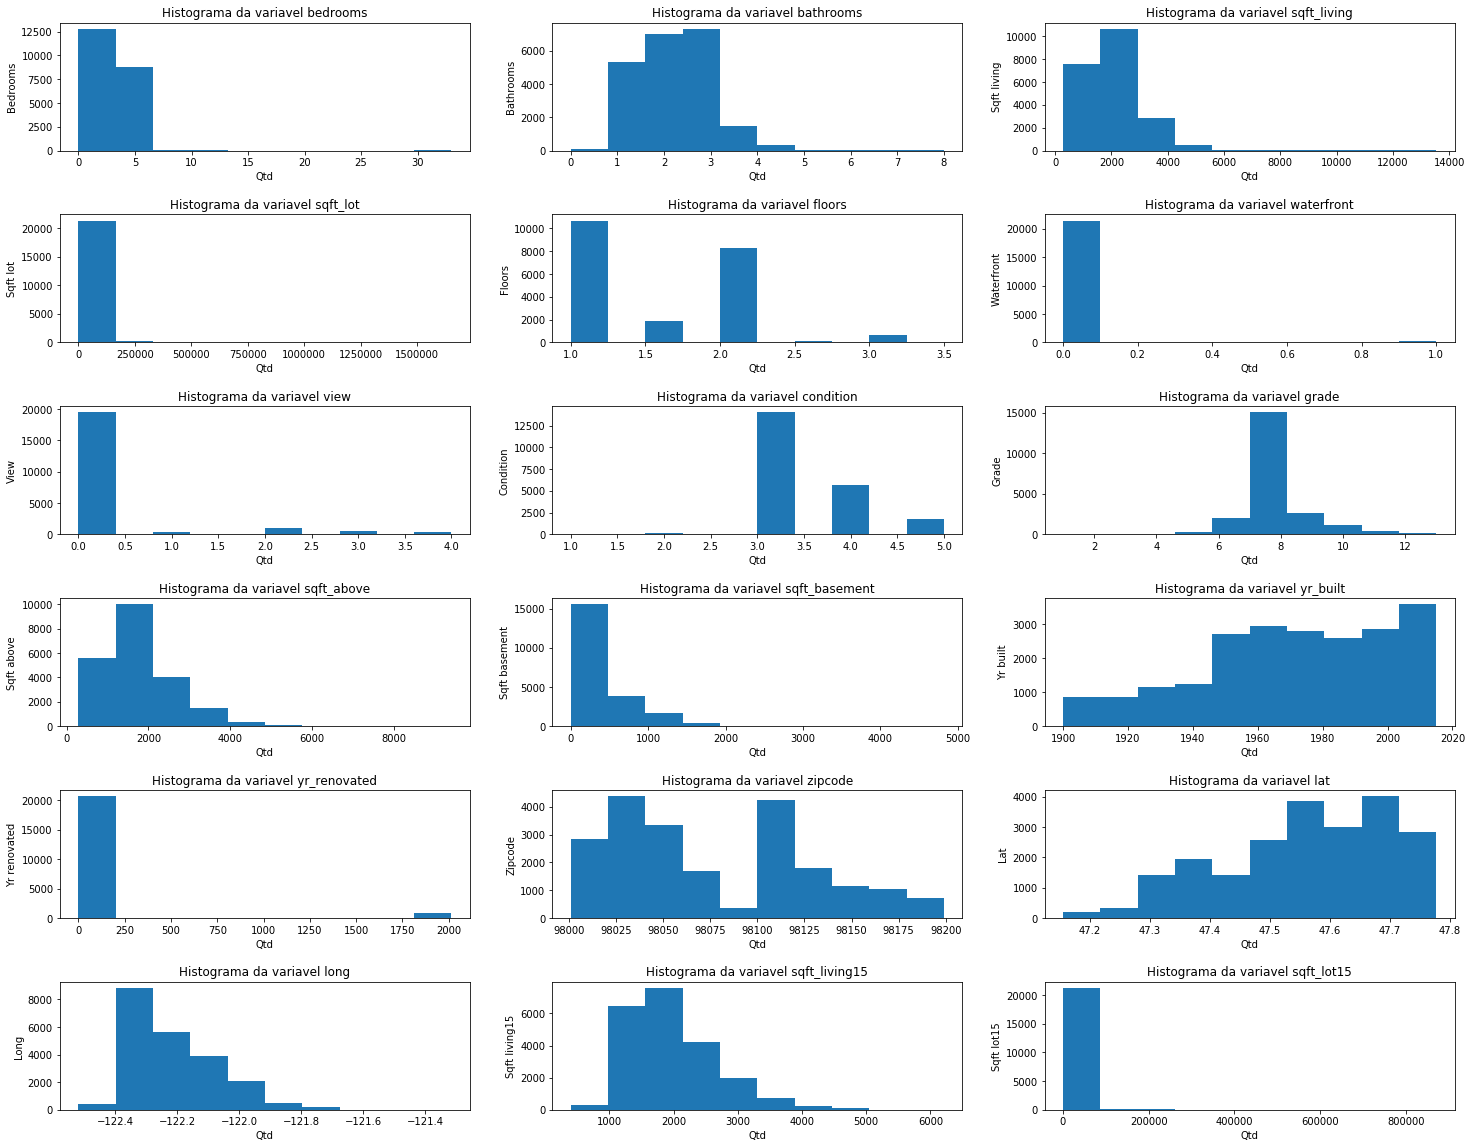 Histograma da variavel bedrooms
12500
10000
7500
5000
2500
0
Bedrooms
0 5 10 15 20 25 30
Qtd
Histograma da variavel bathrooms
6000
4000
2000
0
Bathrooms
0 1 2 3 4 5 6 7 8
Qtd
Histograma da variavel sqft_living
10000
8000
6000
4000
2000
0
Sqft living
0 2000 4000 6000 8000 10000 12000 14000
Qtd
Histograma da variavel sqft_lot
20000
15000
10000
5000
0
Sqft lot
0 250000 500000 750000 1000000 1250000 1500000
Qtd
Histograma da variavel floors
10000
8000
6000
4000
2000
0
Floors
1.0 1.5 2.0 2.5 3.0 3.5
Qtd
Histograma da variavel waterfront
20000
15000
10000
5000
0
Waterfront
0.0 0.2 0.4 0.6 0.8 1.0
Qtd
Histograma da variavel view
20000
15000
10000
5000
0
View
0.0 0.5 1.0 1.5 2.0 2.5 3.0 3.5 4.0
Qtd
Histograma da variavel condition
12500
10000
7500
5000
2500
0
Condition
1.0 1.5 2.0 2.5 3.0 3.5 4.0 4.5 5.0
Qtd
Histograma da variavel grade
15000
10000
5000
0
Grade
2 4 6 8 10 12
Qtd
Histograma da variavel sqft_above
10000
8000
6000
4000
2000
0
Sqft above
0 2000 4000 6000 8000
Qtd
Histograma da variavel sqft_basement
15000
10000
5000
0
Sqft basement
0 1000 2000 3000 4000 5000
Qtd
Histograma da variavel yr_built
3000
2000
1000
0
Yr built
1900 1920 1940 1960 1980 2000 2020
Qtd
Histograma da variavel yr_renovated
20000
15000
10000
5000
0
Yr renovated
0 250 500 750 1000 1250 1500 1750 2000
Qtd
Histograma da variavel zipcode
4000
3000
2000
1000
0
Zipcode
98000 98025 98050 98075 98100 98125 98150 98175 98200
Qtd
Histograma da variavel lat
4000
3000
2000
1000
0
Lat
47.2 47.3 47.4 47.5 47.6 47.7 47.8
Qtd
Histograma da variavel long
8000
6000
4000
2000
0
Long
−122.4 −122.2 −122.0 −121.8 −121.6 −121.4
Qtd
Histograma da variavel sqft_living15
6000
4000
2000
0
Sqft living15
1000 2000 3000 4000 5000 6000
Qtd
Histograma da variavel sqft_lot15
20000
15000
10000
5000
0
Sqft lot15
0 200000 400000 600000 800000
Qtd